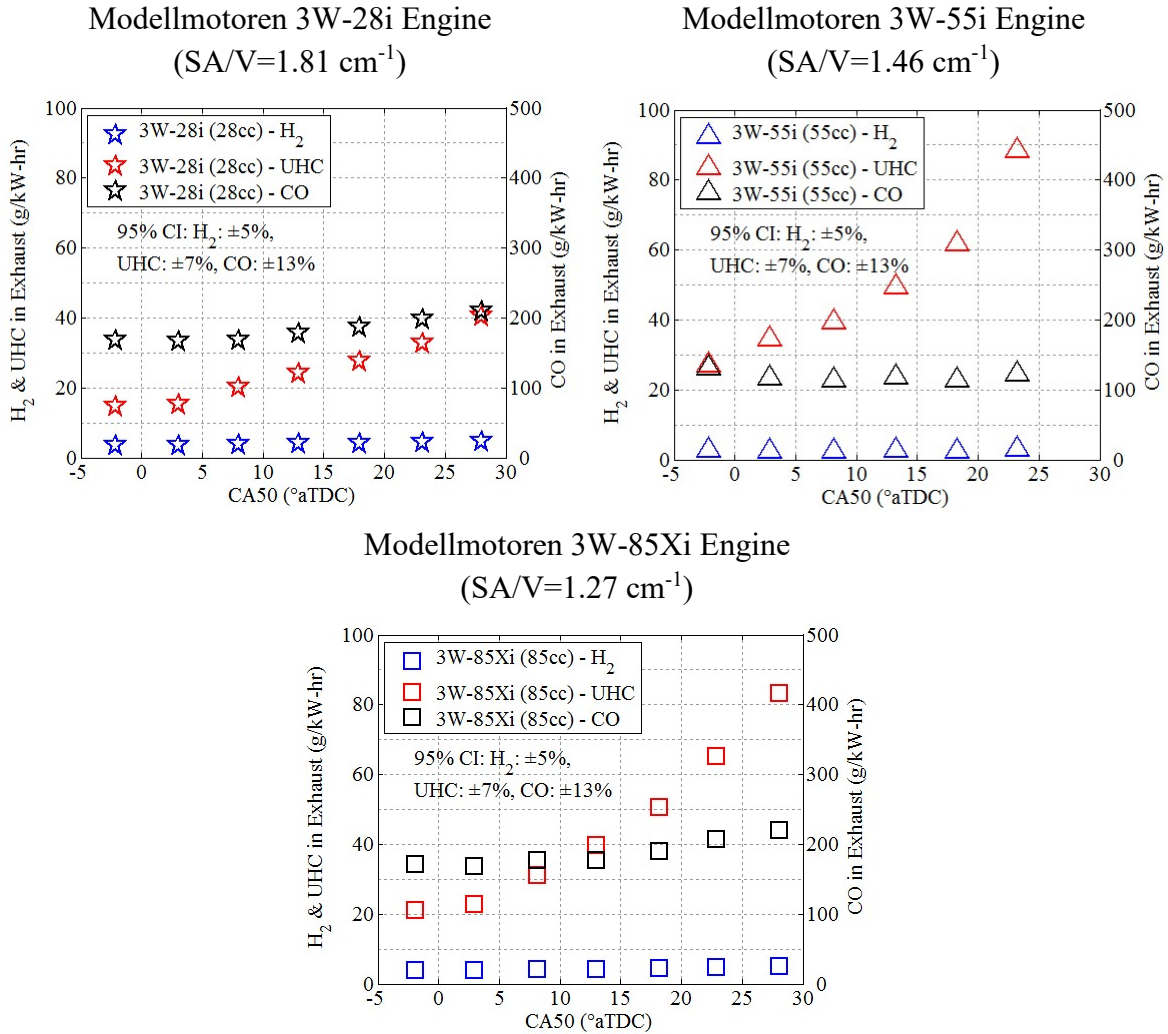 Modellmotoren 3W-28i Engine
(SA/V=1.81 cm⁻¹)
100
80
60
40
20
0
H₂ & UHC in Exhaust (g/kW-hr)
3W-28i (28cc) - H₂
3W-28i (28cc) - UHC
3W-28i (28cc) - CO
95% CI: H₂: ±5%,
UHC: ±7%, CO: ±13%
500
400
300
200
100
0
CO in Exhaust (g/kW-hr)
-5 0 5 10 15 20 25 30
CA50 (°aTDC)
Modellmotoren 3W-55i Engine
(SA/V=1.46 cm⁻¹)
100
80
60
40
20
0
H₂ & UHC in Exhaust (g/kW-hr)
3W-55i (55cc) - H₂
3W-55i (55cc) - UHC
3W-55i (55cc) - CO
95% CI: H₂: ±5%,
UHC: ±7%, CO: ±13%
500
400
300
200
100
0
CO in Exhaust (g/kW-hr)
-5 0 5 10 15 20 25 30
CA50 (°aTDC)
Modellmotoren 3W-85Xi Engine
(SA/V=1.27 cm⁻¹)
100
80
60
40
20
0
H₂ & UHC in Exhaust (g/kW-hr)
3W-85Xi (85cc) - H₂
3W-85Xi (85cc) - UHC
3W-85Xi (85cc) - CO
95% CI: H₂: ±5%,
UHC: ±7%, CO: ±13%
500
400
300
200
100
0
CO in Exhaust (g/kW-hr)
-5 0 5 10 15 20 25 30
CA50 (°aTDC)